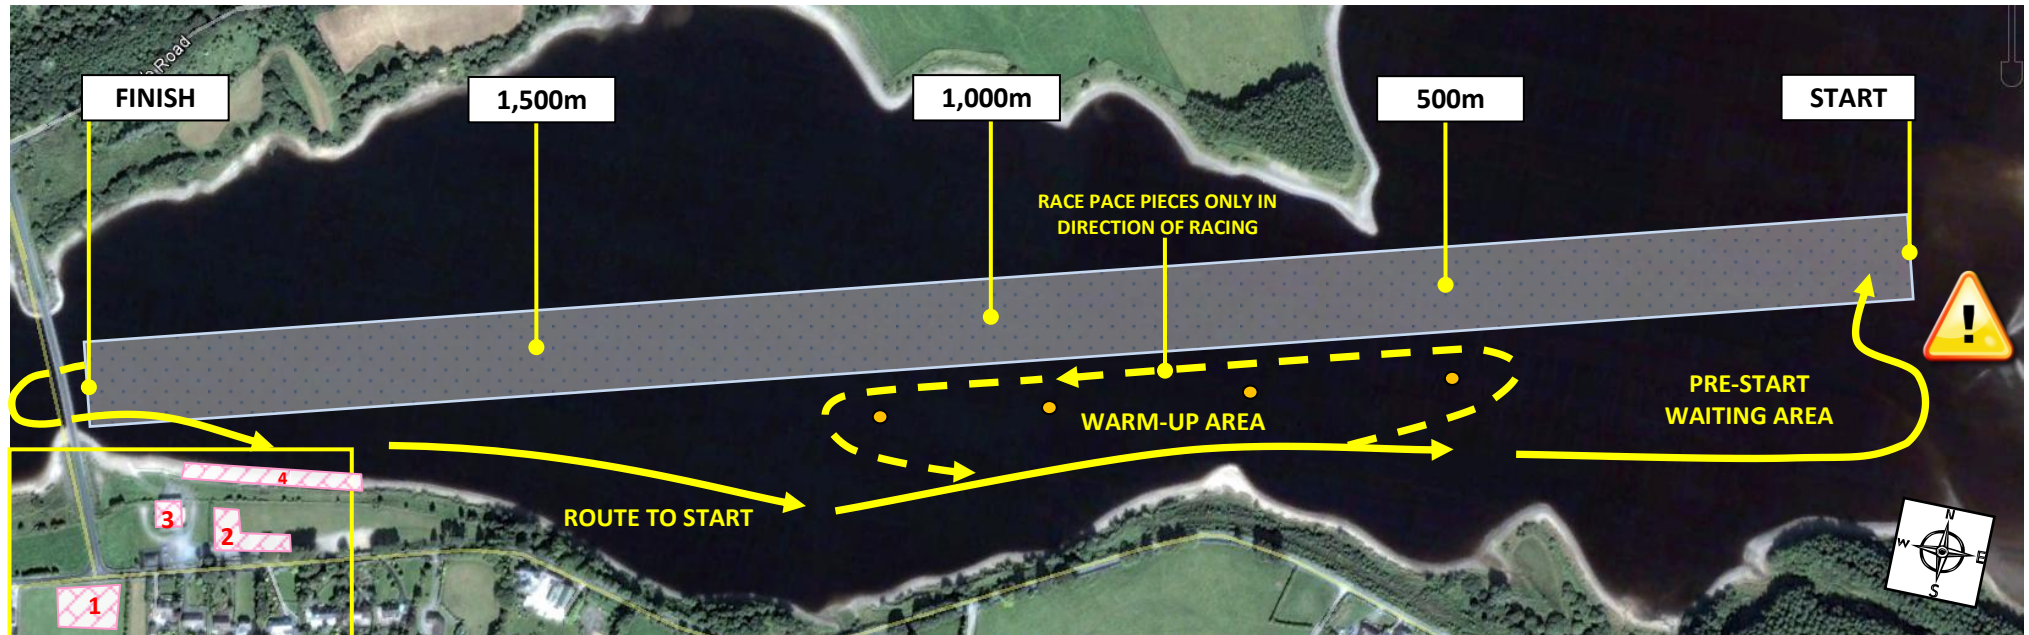 Road
FINISH
1,500m
1,000m
500m
START
RACE PACE PIECES ONLY IN
DIRECTION OF RACING
WARM-UP AREA
PRE-START
WAITING AREA
ROUTE TO START
4
3
2
1
N
W
E
S